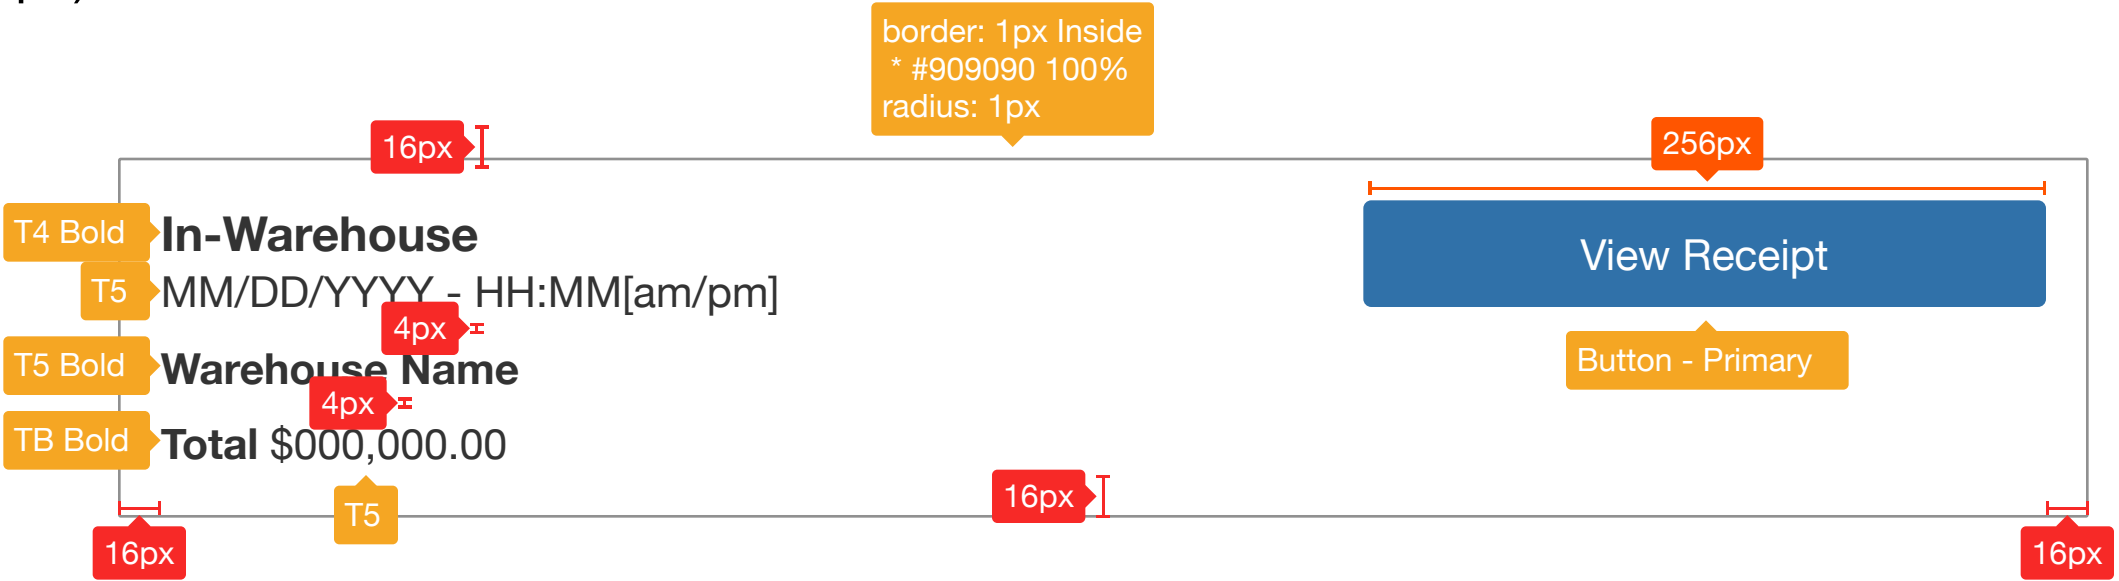 border: 1px Inside
* #909090 100%
radius: 1px
16px
256px
T4 Bold
In-Warehouse
View Receipt
T5
MM/DD/YYYY - HH:MM[am/pm]
4px
Button - Primary
T5 Bold
Warehouse Name
4px
TB Bold
Total $000,000.00
16px
T5
16px
16px